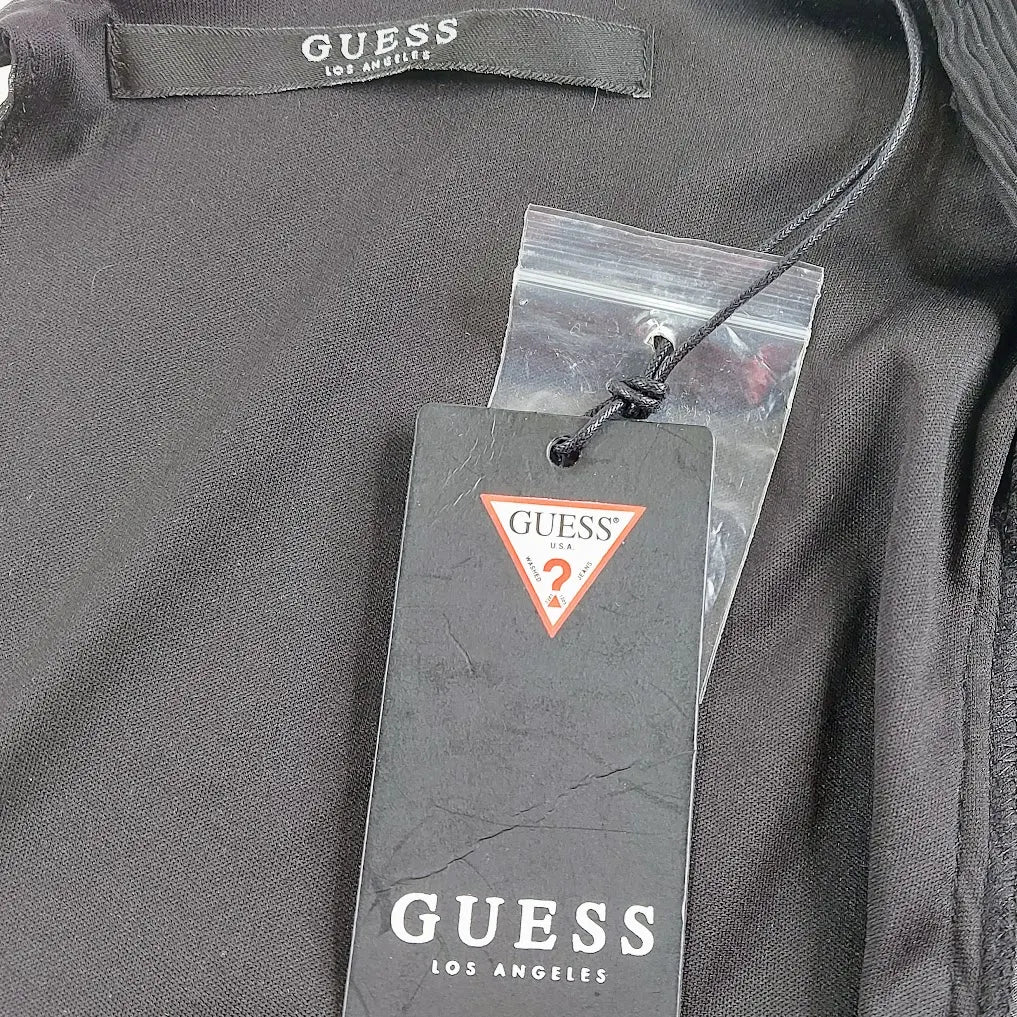 GUESS
LOS ANGELES
GUESS®
U.S.A.
WASHED
JEANS
?
GUESS
LOS ANGELES